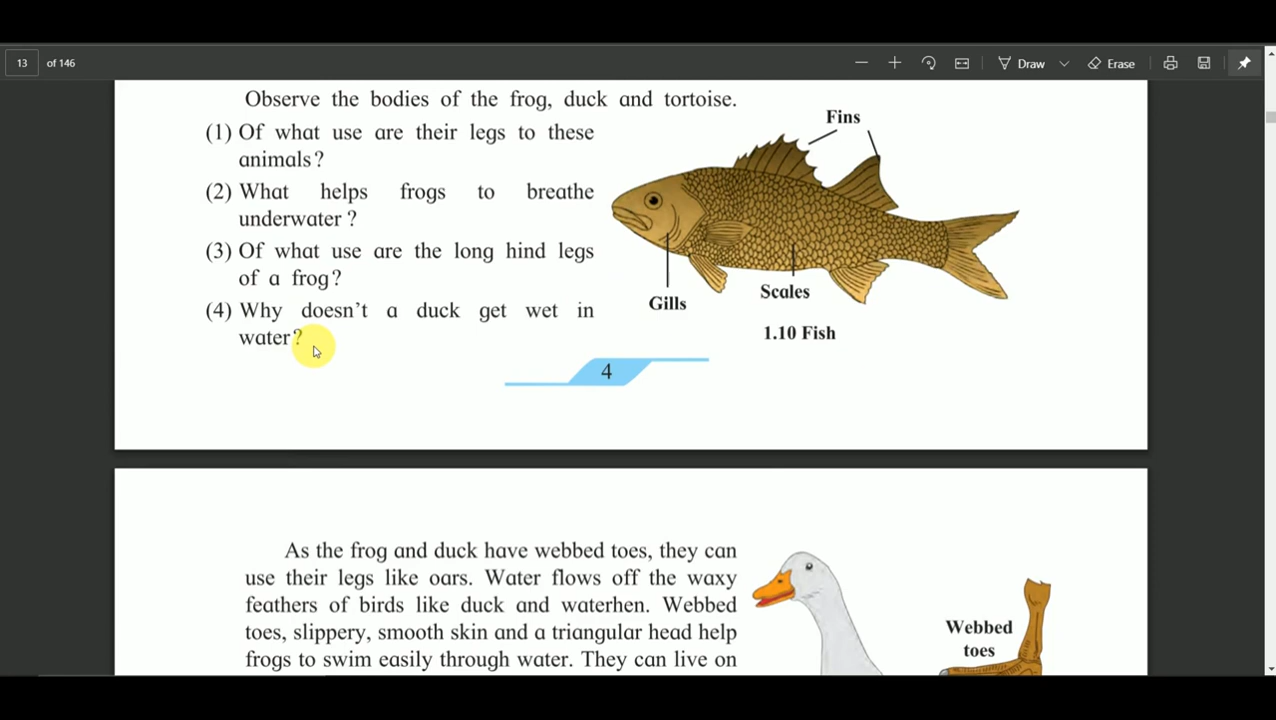 13 of 146
Draw
Erase
Observe the bodies of the frog, duck and tortoise.
(1) Of what use are their legs to these
animals?
(2) What helps frogs to breathe
underwater?
(3) Of what use are the long hind legs
of a frog?
(4) Why doesn't a duck get wet in
water?
Fins
Gills
Scales
1.10 Fish
4
As the frog and duck have webbed toes, they can
use their legs like oars. Water flows off the waxy
feathers of birds like duck and waterhen. Webbed
toes, slippery, smooth skin and a triangular head help
frogs to swim easily through water. They can live on
Webbed
toes